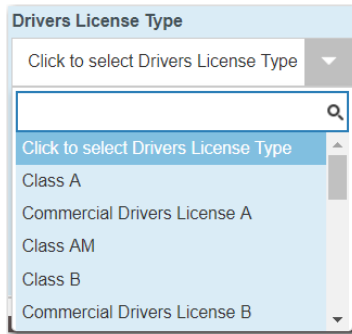 Drivers License Type
Click to select Drivers License Type
Click to select Drivers License Type
Class A
Commercial Drivers License A
Class AM
Class B
Commercial Drivers License B